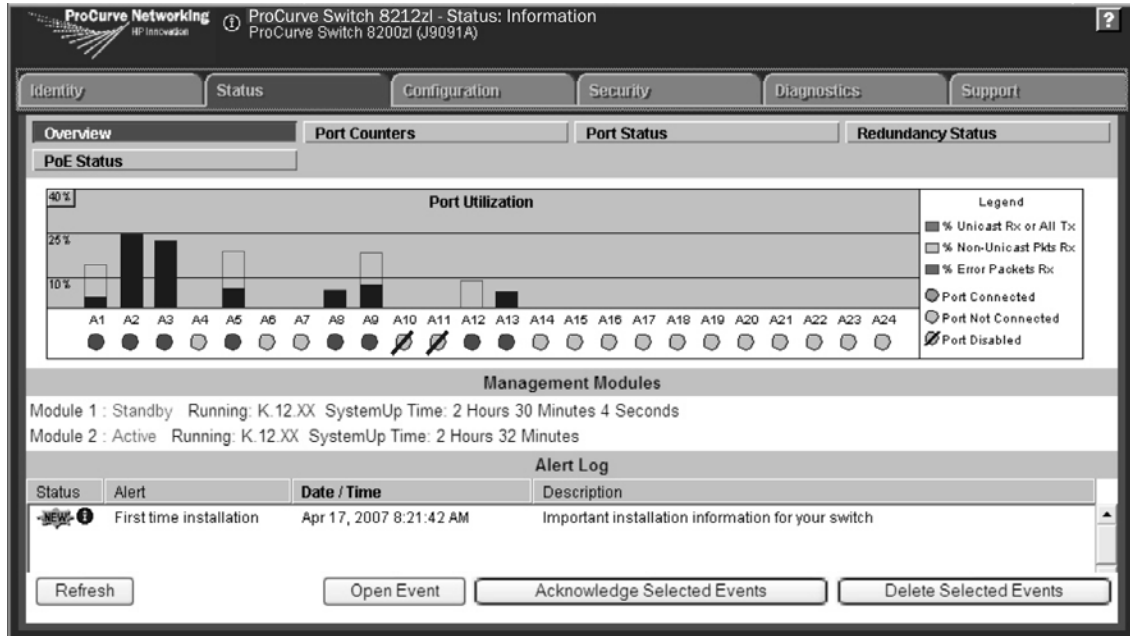 ProCurve Networking
HP Innovation
ProCurve Switch 8212zl - Status: Information
ProCurve Switch 8200zl (J9091A)
?
Identity Status Configuration Security Diagnostics Support
Overview Port Counters Port Status Redundancy Status
PoE Status
40 %
Port Utilization
25 %
10 %
A1 A2 A3 A4 A5 A6 A7 A8 A9 A10 A11 A12 A13 A14 A15 A16 A17 A18 A19 A20 A21 A22 A23 A24
Legend
% Unicast Rx or All Tx
% Non-Unicast Pkts Rx
% Error Packets Rx
Port Connected
Port Not Connected
Port Disabled
Management Modules
Module 1 : Standby Running: K.12.XX SystemUp Time: 2 Hours 30 Minutes 4 Seconds
Module 2 : Active Running: K.12.XX SystemUp Time: 2 Hours 32 Minutes
Alert Log
Status Alert Date / Time Description
NEW First time installation Apr 17, 2007 8:21:42 AM Important installation information for your switch
Refresh Open Event Acknowledge Selected Events Delete Selected Events